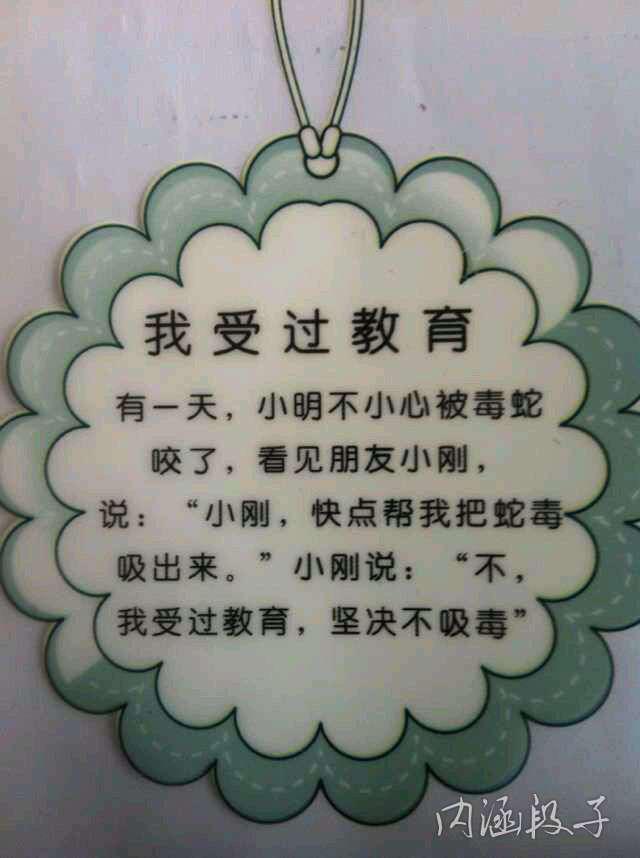 我受过教育
有一天，小明不小心被毒蛇
咬了，看见朋友小刚，
说：“小刚，快点帮我把蛇毒
吸出来。”小刚说：“不，
我受过教育，坚决不吸毒”
内涵段子